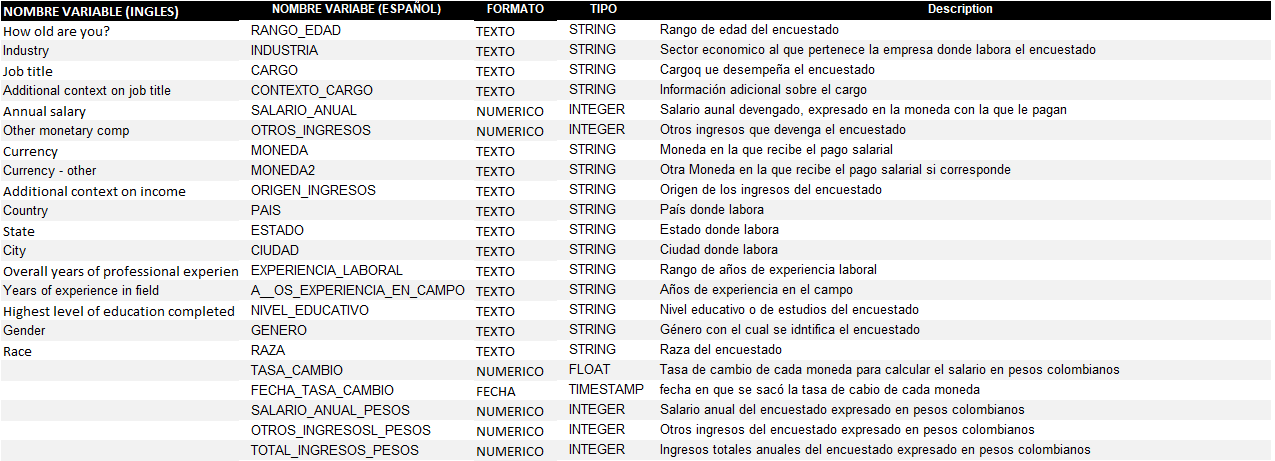 NOMBRE VARIABLE (INGLES) NOMBRE VARIABE (ESPAÑOL) FORMATO TIPO Description
How old are you? RANGO_EDAD TEXTO STRING Rango de edad del encuestado
Industry INDUSTRIA TEXTO STRING Sector economico al que pertenece la empresa donde labora el encuestado
Job title CARGO TEXTO STRING Cargoq ue desempeña el encuestado
Additional context on job title CONTEXTO_CARGO TEXTO STRING Información adicional sobre el cargo
Annual salary SALARIO_ANUAL NUMERICO INTEGER Salario aunal devengado, expresado en la moneda con la que le pagan
Other monetary comp OTROS_INGRESOS NUMERICO INTEGER Otros ingresos que devenga el encuestado
Currency MONEDA TEXTO STRING Moneda en la que recibe el pago salarial
Currency - other MONEDA2 TEXTO STRING Otra Moneda en la que recibe el pago salarial si corresponde
Additional context on income ORIGEN_INGRESOS TEXTO STRING Origen de los ingresos del encuestado
Country PAIS TEXTO STRING País donde labora
State ESTADO TEXTO STRING Estado donde labora
City CIUDAD TEXTO STRING Ciudad donde labora
Overall years of professional experien EXPERIENCIA_LABORAL TEXTO STRING Rango de años de experiencia laboral
Years of experience in field A__OS_EXPERIENCIA_EN_CAMPO TEXTO STRING Años de experiencia en el campo
Highest level of education completed NIVEL_EDUCATIVO TEXTO STRING Nivel educativo o de estudios del encuestado
Gender GENERO TEXTO STRING Género con el cual se idntifica el encuestado
Race RAZA TEXTO STRING Raza del encuestado
TASA_CAMBIO NUMERICO FLOAT Tasa de cambio de cada moneda para calcular el salario en pesos colombianos
FECHA_TASA_CAMBIO FECHA TIMESTAMP fecha en que se sacó la tasa de cabio de cada moneda
SALARIO_ANUAL_PESOS NUMERICO INTEGER Salario anual del encuestado expresado en pesos colombianos
OTROS_INGRESOSL_PESOS NUMERICO INTEGER Otros ingresos del encuestado expresado en pesos colombianos
TOTAL_INGRESOS_PESOS NUMERICO INTEGER Ingresos totales anuales del encuestado expresado en pesos colombianos